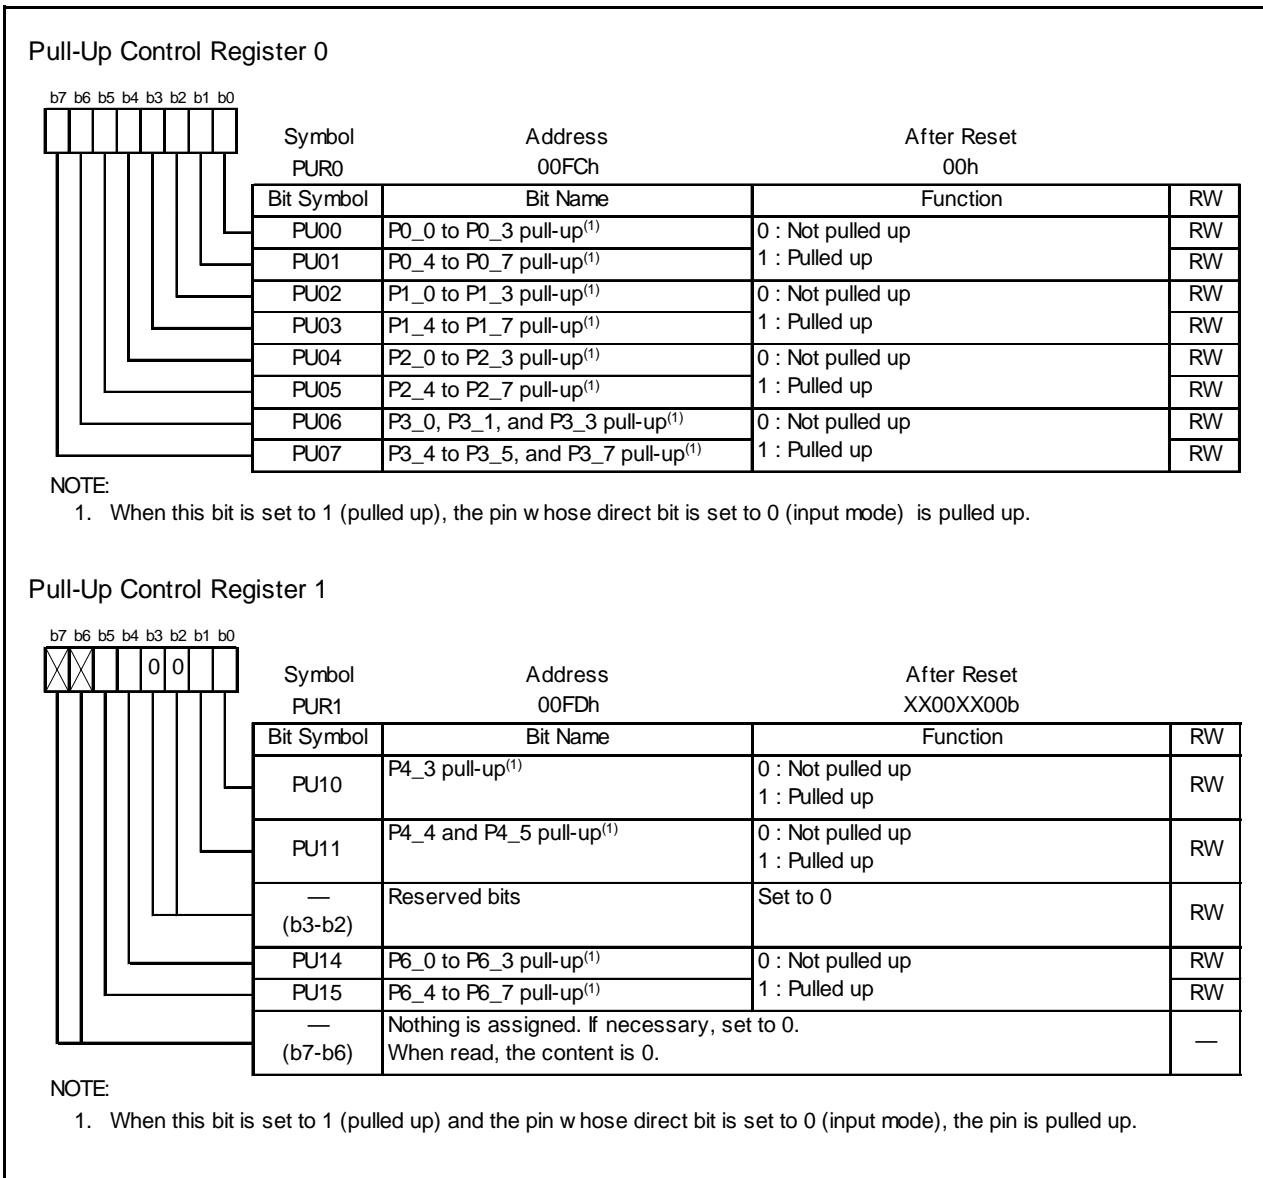 Pull-Up Control Register 0
b7 b6 b5 b4 b3 b2 b1 b0
Symbol Address After Reset
PUR0 00FCh 00h
Bit Symbol Bit Name Function RW
PU00 P0_0 to P0_3 pull-up(1) 0 : Not pulled up RW
PU01 P0_4 to P0_7 pull-up(1) 1 : Pulled up RW
PU02 P1_0 to P1_3 pull-up(1) 0 : Not pulled up RW
PU03 P1_4 to P1_7 pull-up(1) 1 : Pulled up RW
PU04 P2_0 to P2_3 pull-up(1) 0 : Not pulled up RW
PU05 P2_4 to P2_7 pull-up(1) 1 : Pulled up RW
PU06 P3_0, P3_1, and P3_3 pull-up(1) 0 : Not pulled up RW
PU07 P3_4 to P3_5, and P3_7 pull-up(1) 1 : Pulled up RW
NOTE:
1. When this bit is set to 1 (pulled up), the pin whose direct bit is set to 0 (input mode) is pulled up.
Pull-Up Control Register 1
b7 b6 b5 b4 b3 b2 b1 b0
0 0
Symbol Address After Reset
PUR1 00FDh XX00XX00b
Bit Symbol Bit Name Function RW
PU10 P4_3 pull-up(1) 0 : Not pulled up RW
1 : Pulled up
PU11 P4_4 and P4_5 pull-up(1) 0 : Not pulled up RW
1 : Pulled up
— Reserved bits Set to 0 RW
(b3-b2)
PU14 P6_0 to P6_3 pull-up(1) 0 : Not pulled up RW
PU15 P6_4 to P6_7 pull-up(1) 1 : Pulled up RW
— Nothing is assigned. If necessary, set to 0. —
(b7-b6) When read, the content is 0.
NOTE:
1. When this bit is set to 1 (pulled up) and the pin whose direct bit is set to 0 (input mode), the pin is pulled up.